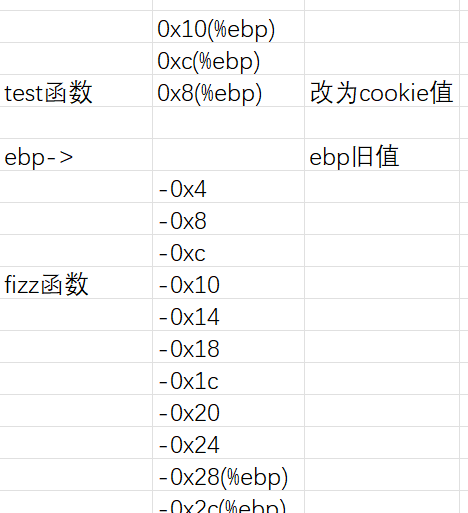 0x10(%ebp)
0xc(%ebp)
test函数 0x8(%ebp) 改为cookie值
ebp-> ebp旧值
-0x4
-0x8
-0xc
fizz函数 -0x10
-0x14
-0x18
-0x1c
-0x20
-0x24
-0x28(%ebp)
-0x2c(%ebp)